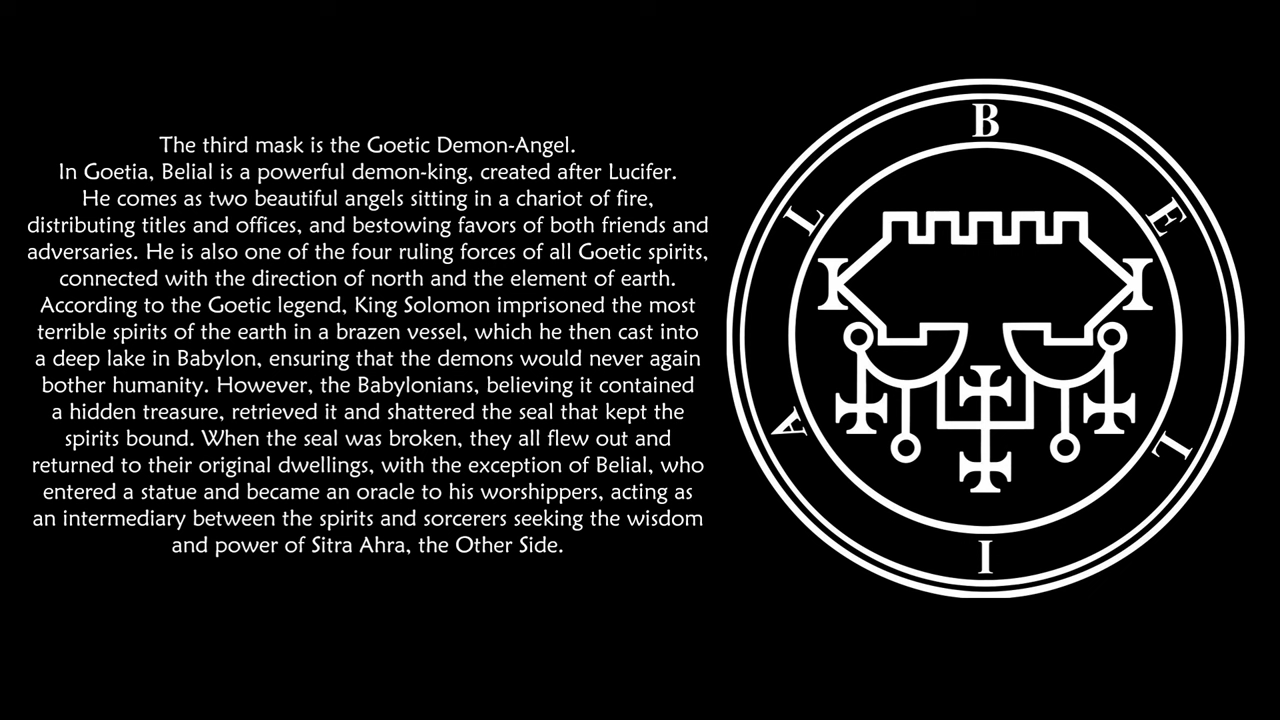 The third mask is the Goetic Demon-Angel.
In Goetia, Belial is a powerful demon-king, created after Lucifer.
He comes as two beautiful angels sitting in a chariot of fire,
distributing titles and offices, and bestowing favors of both friends and
adversaries. He is also one of the four ruling forces of all Goetic spirits,
connected with the direction of north and the element of earth.
According to the Goetic legend, King Solomon imprisoned the most
terrible spirits of the earth in a brazen vessel, which he then cast into
a deep lake in Babylon, ensuring that the demons would never again
bother humanity. However, the Babylonians, believing it contained
a hidden treasure, retrieved it and shattered the seal that kept the
spirits bound. When the seal was broken, they all flew out and
returned to their original dwellings, with the exception of Belial, who
entered a statue and became an oracle to his worshippers, acting as
an intermediary between the spirits and sorcerers seeking the wisdom
and power of Sitra Ahra, the Other Side.
B E L I A L